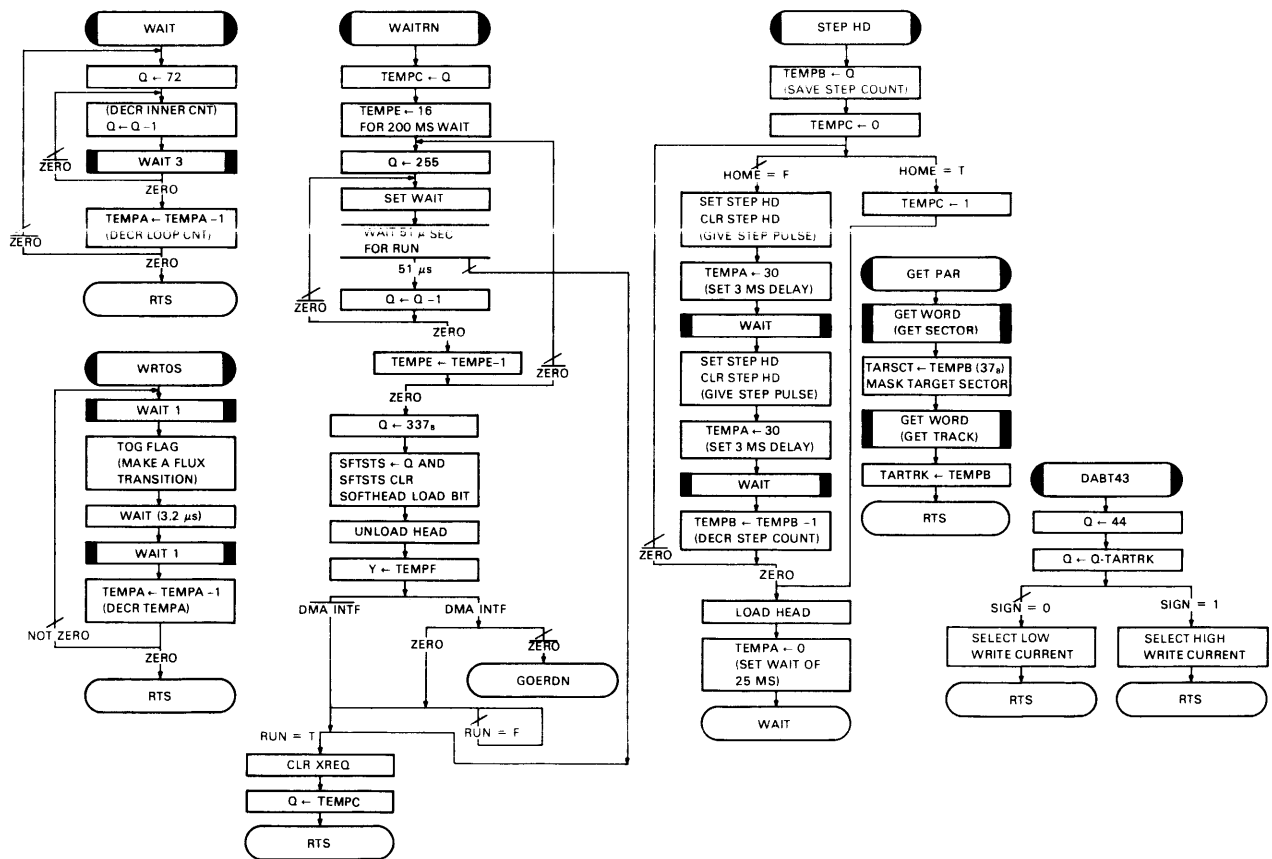 WAIT
Q ← 72
(DECR INNER CNT)
Q ← Q -1
WAIT 3
ZERO
ZERO
TEMPA ← TEMPA -1
(DECR LOOP CNT)
ZERO
ZERO
RTS
WRTOS
WAIT 1
TOG FLAG
(MAKE A FLUX
TRANSITION)
WAIT (3.2 μs)
WAIT 1
TEMPA ← TEMPA -1
(DECR TEMPA)
NOT ZERO
ZERO
RTS
WAITRN
TEMPC ← Q
TEMPE ← 16
FOR 200 MS WAIT
Q ← 255
SET WAIT
WAIT 51 μ SEC
FOR RUN
51 μs
Q ← Q -1
ZERO
ZERO
TEMPE ← TEMPE-1
ZERO
ZERO
Q ← 337₈
SFTSTS ← Q AND
SFTSTS CLR
SOFTHEAD LOAD BIT
UNLOAD HEAD
Y ← TEMPF
DMA INTF
DMA INTF
ZERO
ZERO
GOERDN
RUN = T
RUN = F
CLR XREQ
Q ← TEMPC
RTS
STEP HD
TEMPB ← Q
(SAVE STEP COUNT)
TEMPC ← 0
HOME = F
HOME = T
SET STEP HD
CLR STEP HD
(GIVE STEP PULSE)
TEMPC ← 1
TEMPA ← 30
(SET 3 MS DELAY)
WAIT
SET STEP HD
CLR STEP HD
(GIVE STEP PULSE)
TEMPA ← 30
(SET 3 MS DELAY)
WAIT
TEMPB ← TEMPB -1
(DECR STEP COUNT)
ZERO
ZERO
LOAD HEAD
TEMPA ← 0
(SET WAIT OF
25 MS)
WAIT
GET PAR
GET WORD
(GET SECTOR)
TARSCT ← TEMPB (37₈)
MASK TARGET SECTOR
GET WORD
(GET TRACK)
TARTRK ← TEMPB
RTS
DABT43
Q ← 44
Q ← Q-TARTRK
SIGN = 0
SIGN = 1
SELECT LOW
WRITE CURRENT
SELECT HIGH
WRITE CURRENT
RTS
RTS